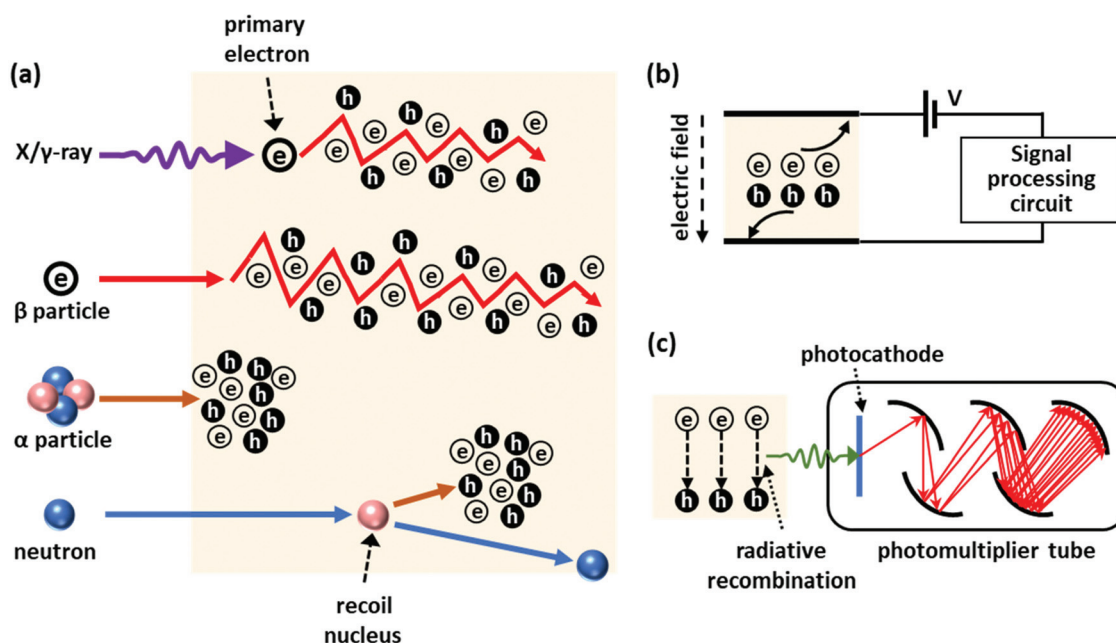 primary
electron
(a)
X/γ-ray
e
h h h e
e e e
h h e h
e
β particle
h h h h h e
e e e e e
h h h h e h
α particle
h h e
e e h
h e h
e h
h h e
e e h
h e h
e h
neutron
recoil
nucleus
(b)
V
electric field
e e e
h h h
Signal
processing
circuit
(c)
photocathode
e e e
h h h
radiative
recombination
photomultiplier tube